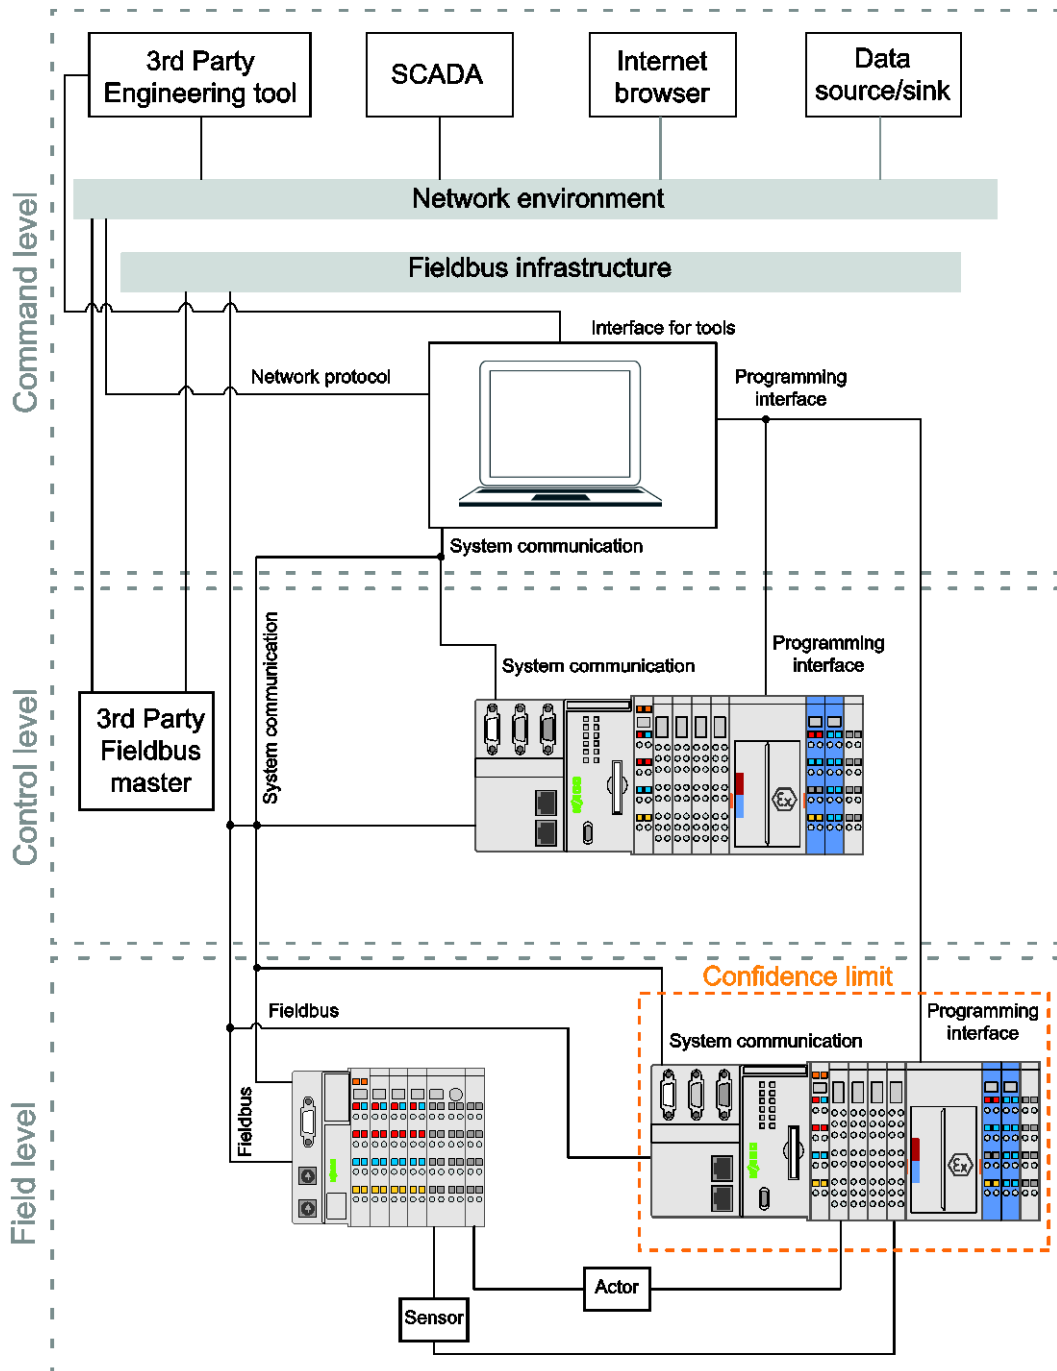 3rd Party
Engineering tool
SCADA
Internet
browser
Data
source/sink
Network environment
Fieldbus infrastructure
Command level
Interface for tools
Network protocol
Programming
interface
System communication
Control level
System communication
System communication
Programming
interface
3rd Party
Fieldbus
master
Ex
Field level
Confidence limit
Fieldbus
Programming
interface
System communication
Fieldbus
Ex
Actor
Sensor